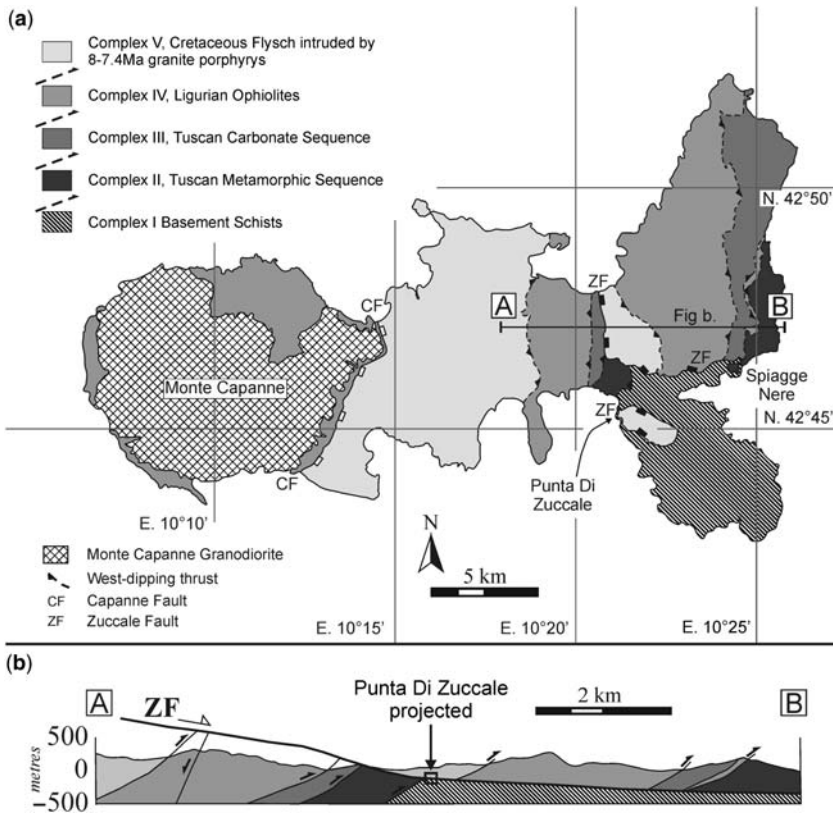 (a)
Complex V, Cretaceous Flysch intruded by
8-7.4Ma granite porphyrys
Complex IV, Ligurian Ophiolites
Complex III, Tuscan Carbonate Sequence
Complex II, Tuscan Metamorphic Sequence
Complex I Basement Schists
N. 42°50'
ZF
A
Fig b.
B
CF
Monte Capanne
ZF
Spiagge
Nere
ZF
N. 42°45'
CF
Punta Di
Zuccale
E. 10°10'
N
Monte Capanne Granodiorite
West-dipping thrust
CF Capanne Fault
ZF Zuccale Fault
5 km
E. 10°15'
E. 10°20'
E. 10°25'
(b)
A
ZF
Punta Di Zuccale
projected
2 km
B
metres
500
0
−500